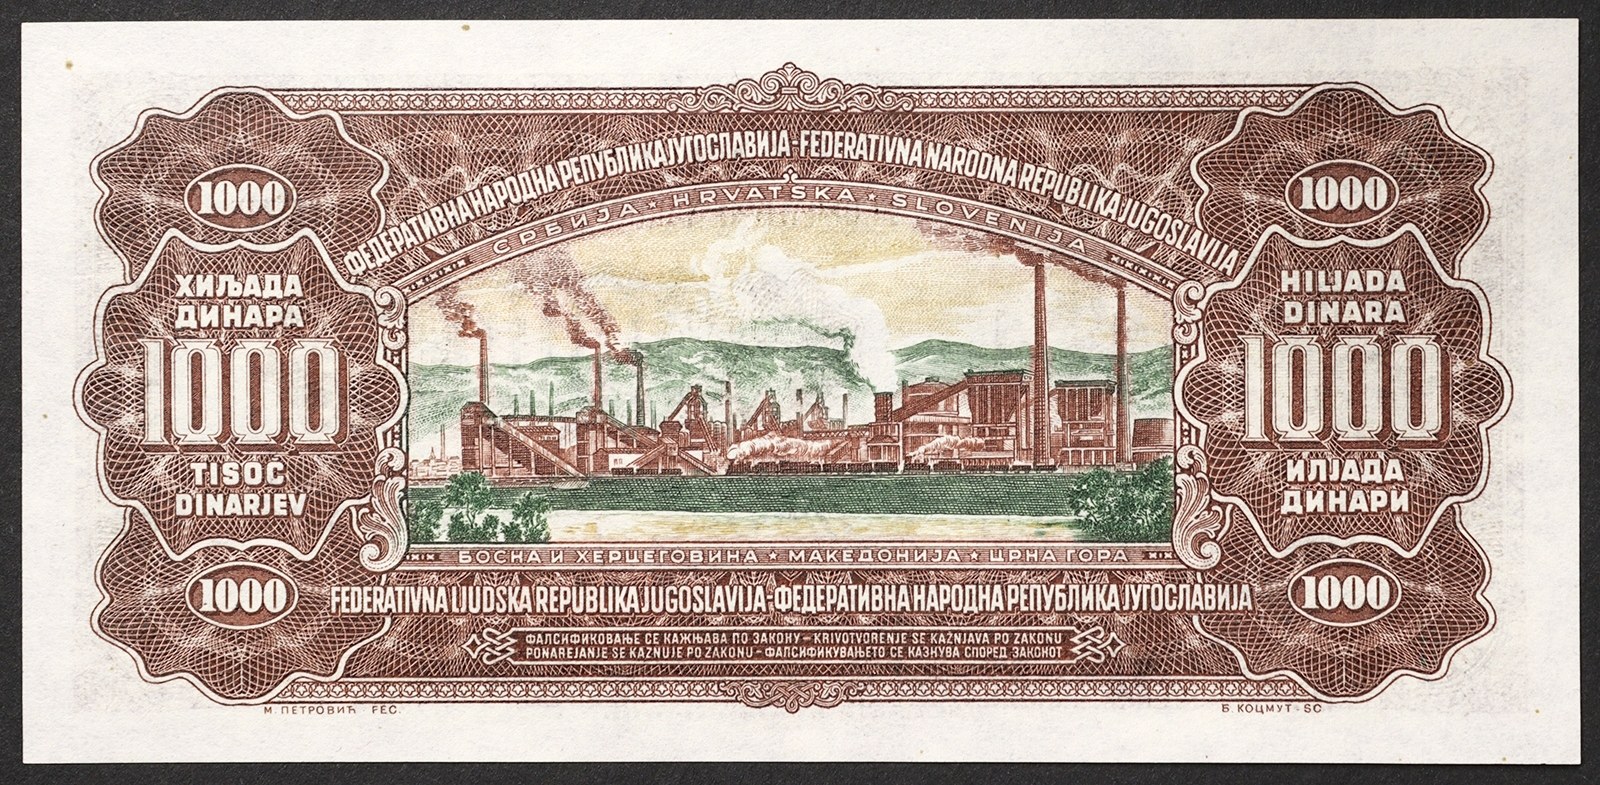 ФЕДЕРАТИВНА НАРОДНА РЕПУБЛИКА ЈУГОСЛАВИЈА-FEDERATIVNA NARODNA REPUBLIKA JUGOSLAVIJA
СРБИЈА ★ HRVATSKA ★ SLOVENIJA
1000
1000
ХИЉАДА
ДИНАРА
1000
TISOČ
DINARJEV
HILJADA
DINARA
1000
ИЛЈАДА
ДИНАРИ
БОСНА И ХЕРЦЕГОВИНА ★ МАКЕДОНИЈА ★ ЦРНА ГОРА
1000
1000
FEDERATIVNA LJUDSKA REPUBLIKA JUGOSLAVIJA-ФЕДЕРАТИВНА НАРОДНА РЕПУБЛИКА ЈУГОСЛАВИЈА
ФАЛСИФИКОВАЊЕ СЕ КАЖЊАВА ПО ЗАКОНУ – KRIVOTVORENJE SE KAŽNJAVA PO ZAKONU
PONAREJANJE SE KAZNUJE PO ZAKONU – ФАЛСИФИКУВАЊЕТО СЕ КАЗНУВА СПОРЕД ЗАКОНОТ
М. ПЕТРОВИЋ FEC.
Б. КОЦМУТ SC